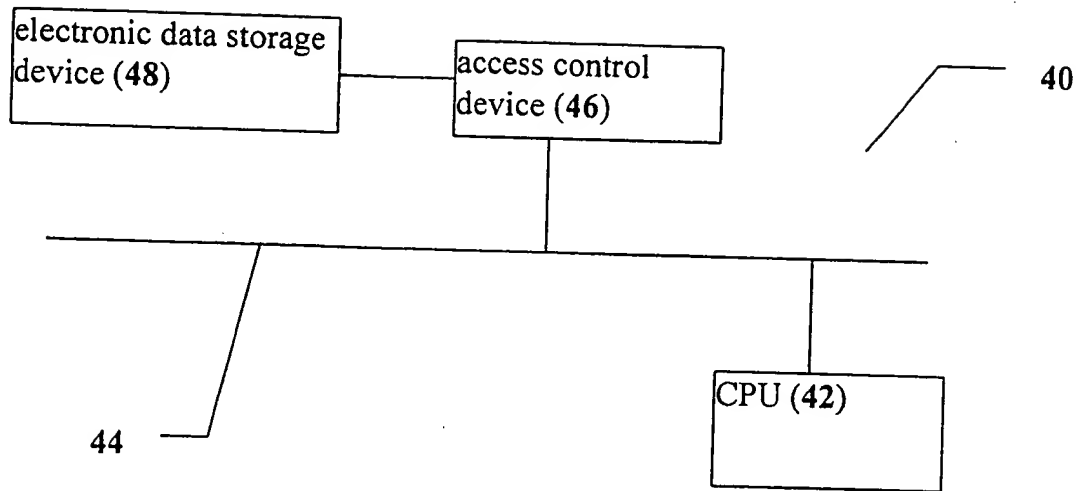 electronic data storage
device (48)
access control
device (46)
40
CPU (42)
44